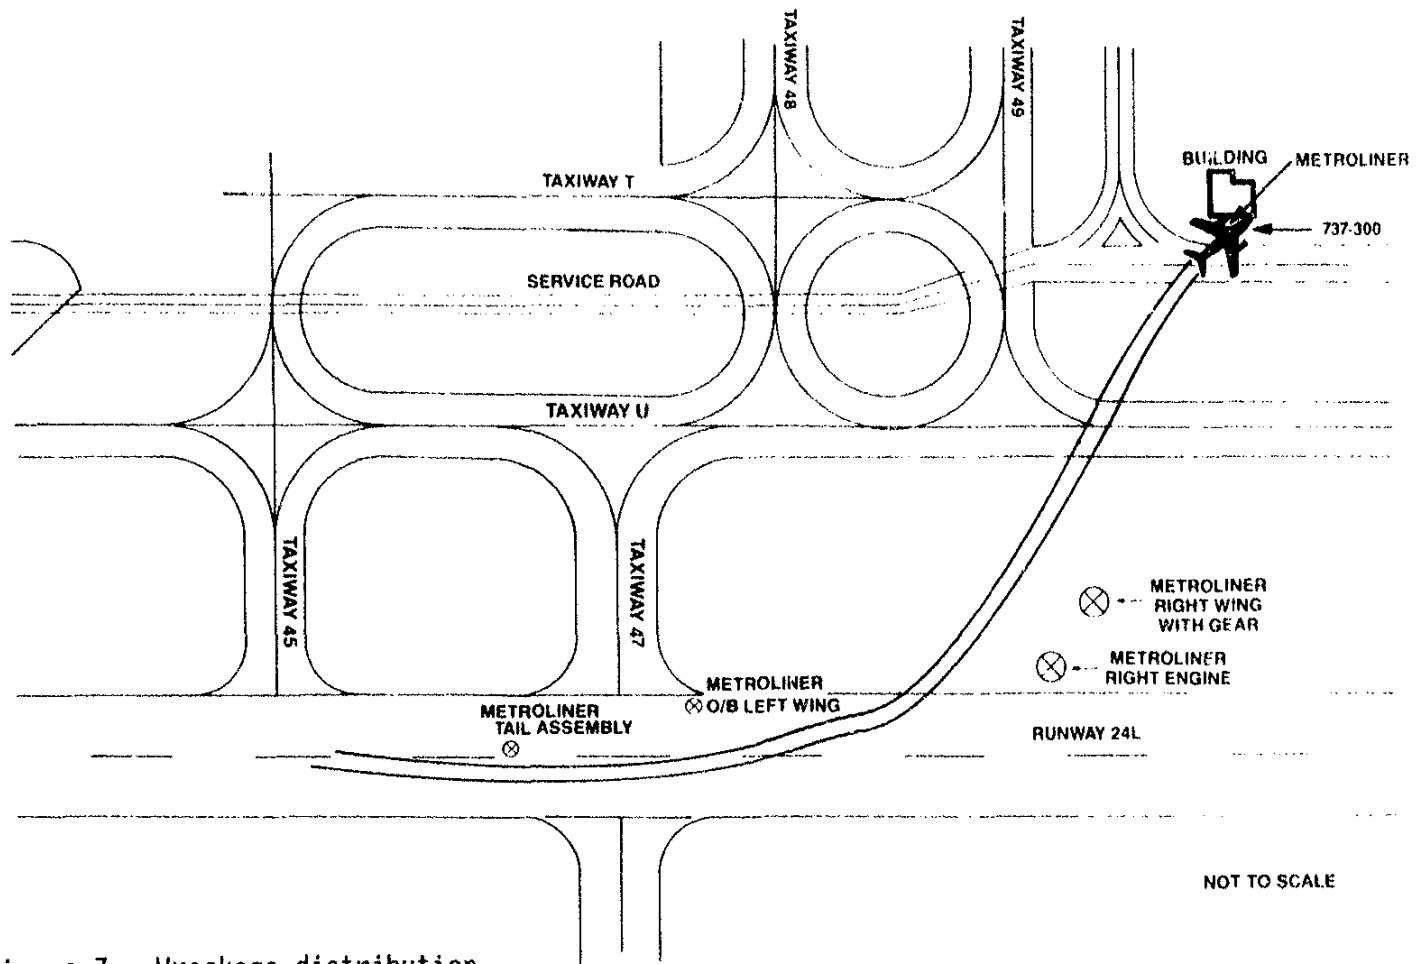 TAXIWAY 48
TAXIWAY 49
BUILDING
METROLINER
TAXIWAY T
737-300
SERVICE ROAD
TAXIWAY U
TAXIWAY 45
TAXIWAY 47
METROLINER
RIGHT WING
WITH GEAR
METROLINER
RIGHT ENGINE
METROLINER
O/B LEFT WING
METROLINER
TAIL ASSEMBLY
RUNWAY 24L
NOT TO SCALE
7 Wreckage distribution